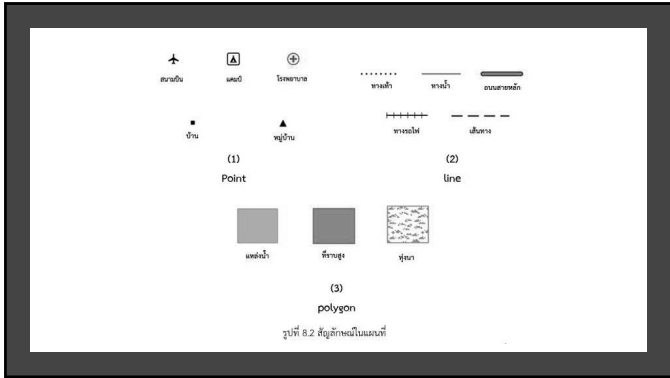 สนามบิน แคมป์ โรงพยาบาล
บ้าน หมู่บ้าน
(1)
Point
ทางเท้า ทางน้ำ ถนนสายหลัก
ทางรถไฟ เส้นทาง
(2)
line
แหล่งน้ำ ที่ราบสูง ทุ่งนา
(3)
polygon
รูปที่ 8.2 สัญลักษณ์ในแผนที่